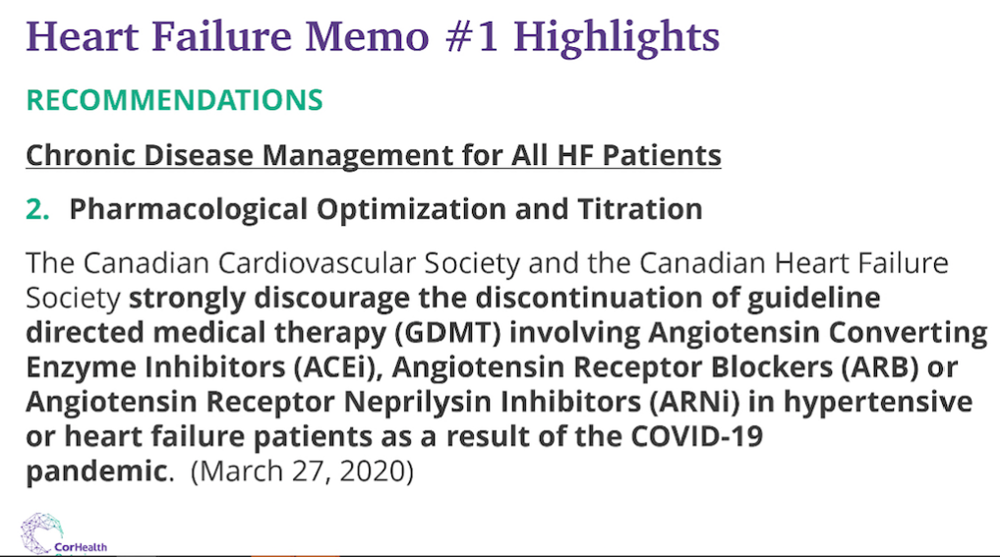 Heart Failure Memo #1 Highlights
RECOMMENDATIONS
Chronic Disease Management for All HF Patients
2. Pharmacological Optimization and Titration
The Canadian Cardiovascular Society and the Canadian Heart Failure
Society strongly discourage the discontinuation of guideline
directed medical therapy (GDMT) involving Angiotensin Converting
Enzyme Inhibitors (ACEi), Angiotensin Receptor Blockers (ARB) or
Angiotensin Receptor Neprilysin Inhibitors (ARNi) in hypertensive
or heart failure patients as a result of the COVID-19
pandemic. (March 27, 2020)
CorHealth